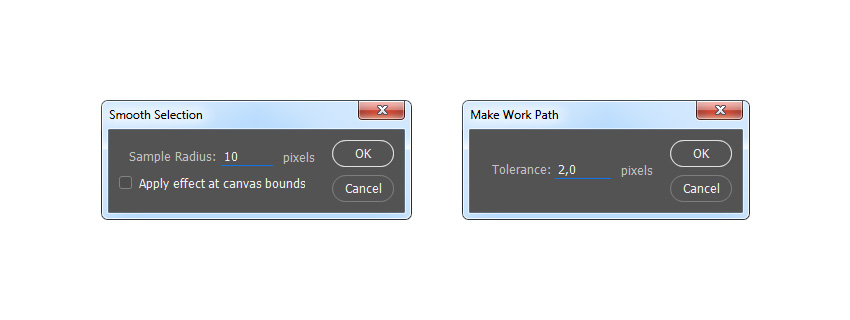 Smooth Selection
Sample Radius: 10 pixels
OK
Apply effect at canvas bounds
Cancel
Make Work Path
Tolerance: 2,0 pixels
OK
Cancel